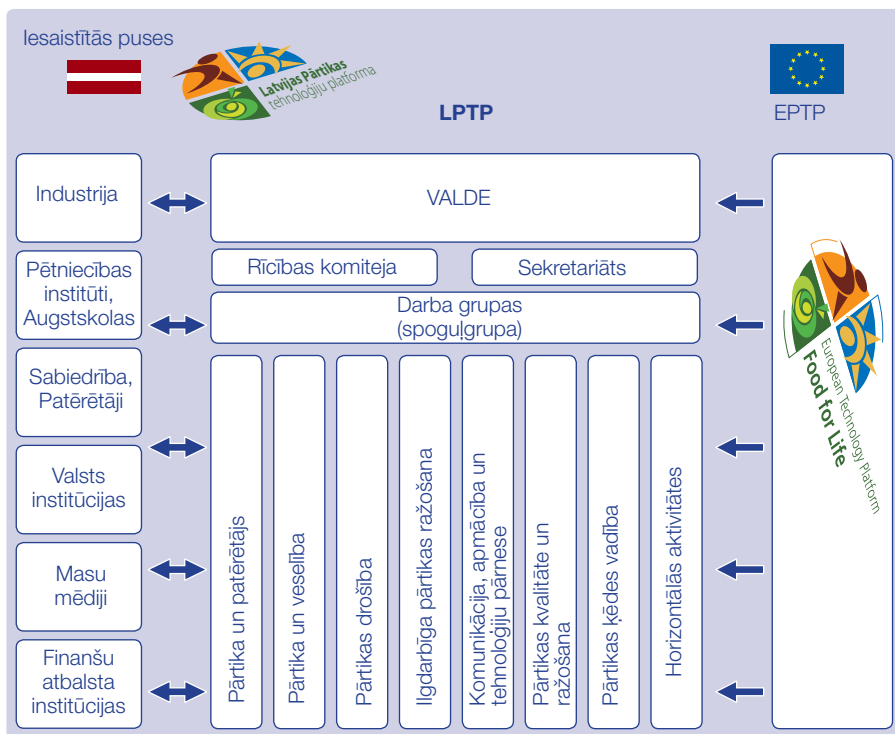 Iesaistītās puses
Latvijas Pārtikas
tehnoloģiju platforma
LPTP
EPTP
Industrija
Pētniecības
institūti,
Augstskolas
Sabiedrība,
Patērētāji
Valsts
institūcijas
Masu
mēdiji
Finanšu
atbalsta
institūcijas
VALDE
Rīcības komiteja
Sekretariāts
Darba grupas
(spoguļgrupa)
Pārtika un patērētājs
Pārtika un veselība
Pārtikas drošība
Ilgdarbīga pārtikas ražošana
Komunikācija, apmācība un
tehnoloģiju pārnese
Pārtikas kvalitāte un
ražošana
Pārtikas ķēdes vadība
Horizontālās aktivitātes
European Technology Platform
Food for Life